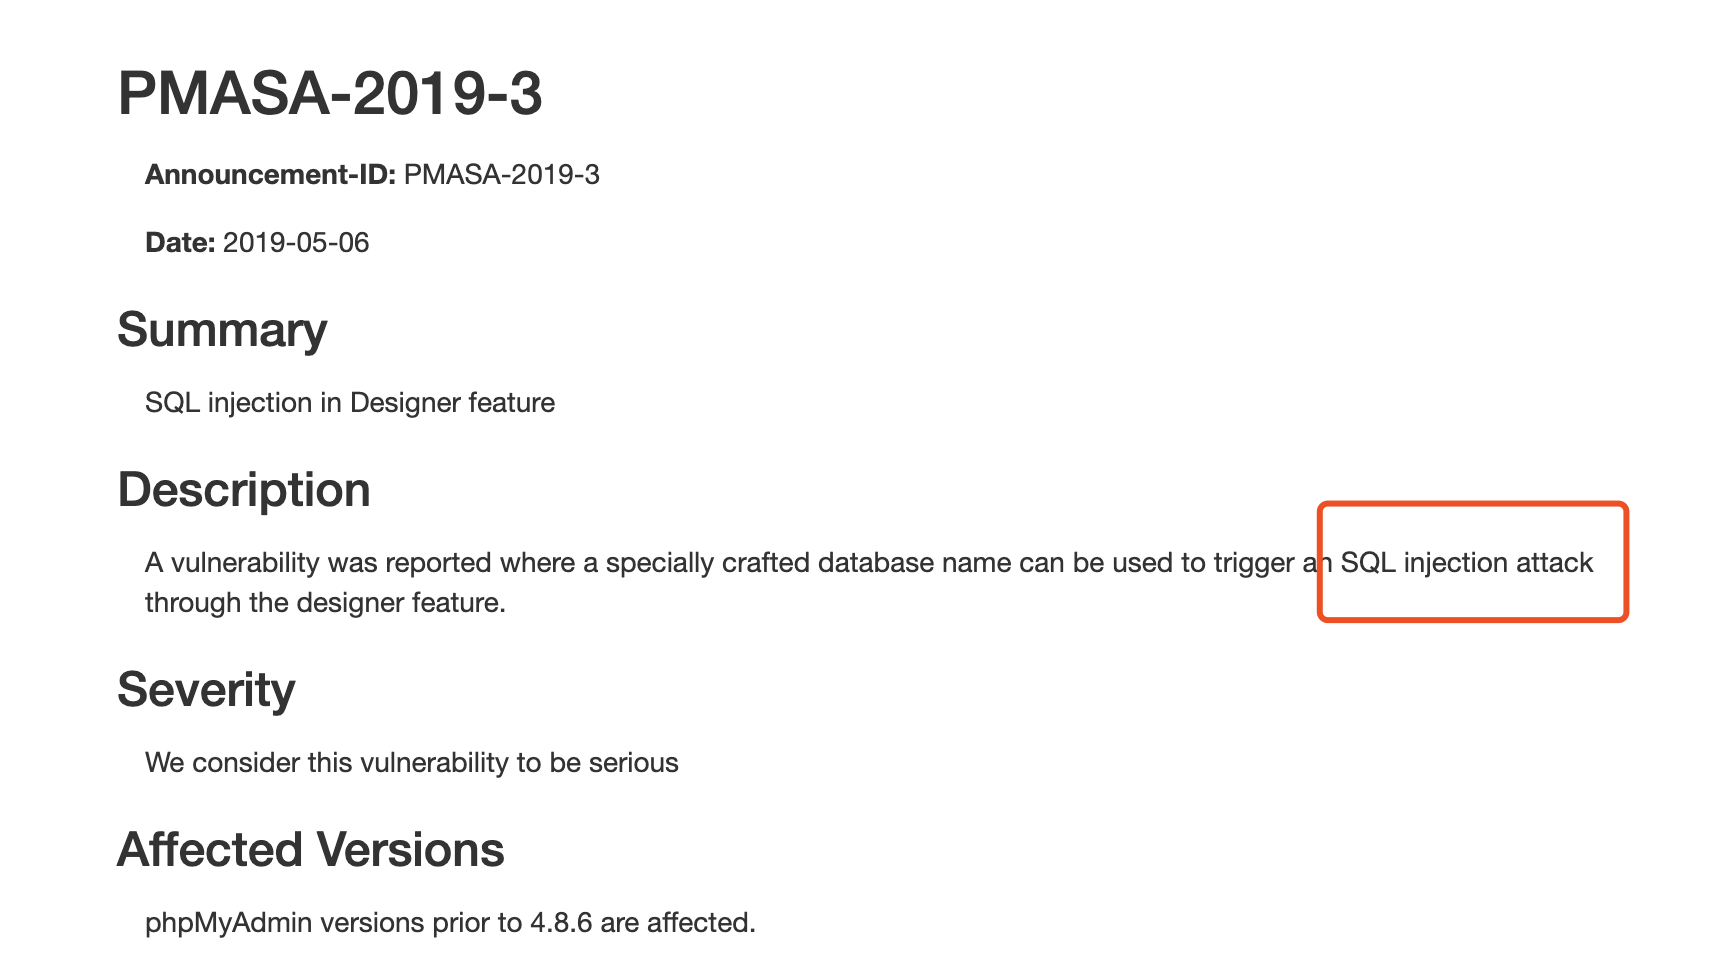 PMASA-2019-3
Announcement-ID: PMASA-2019-3
Date: 2019-05-06
Summary
SQL injection in Designer feature
Description
A vulnerability was reported where a specially crafted database name can be used to trigger an SQL injection attack
through the designer feature.
Severity
We consider this vulnerability to be serious
Affected Versions
phpMyAdmin versions prior to 4.8.6 are affected.